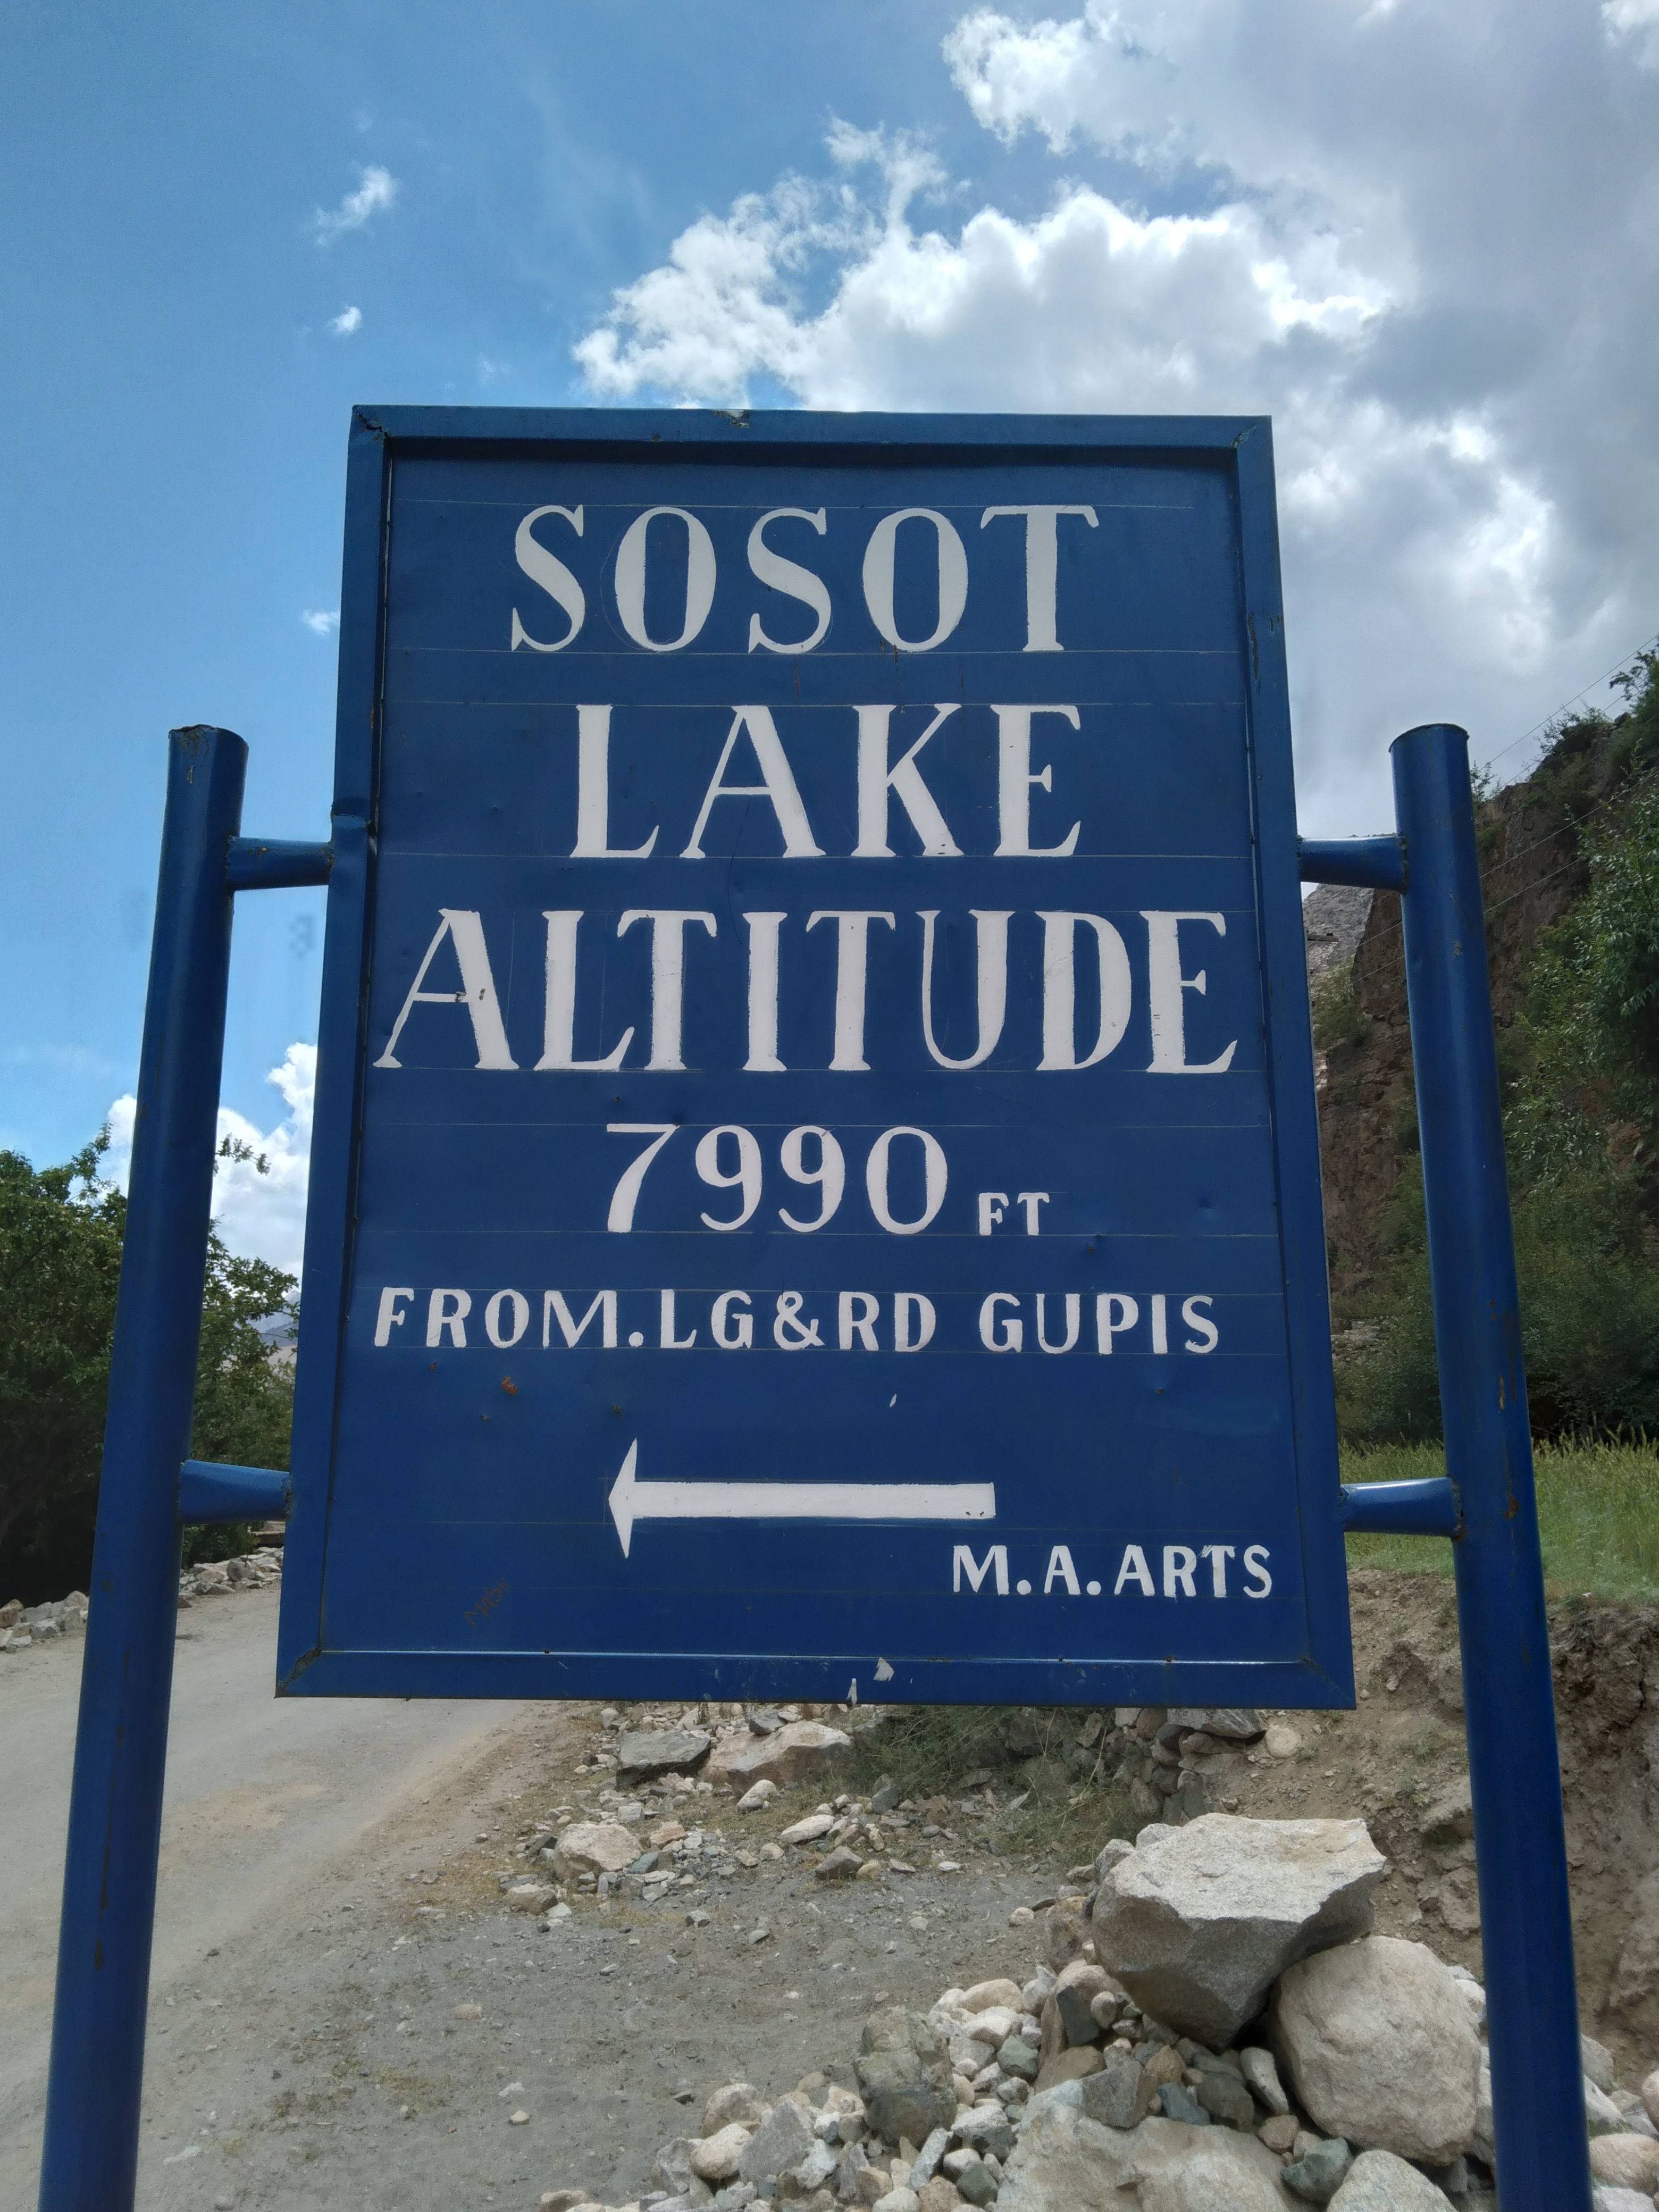 SOSOT
LAKE
ALTITUDE
7990 FT
FROM.LG&RD GUPIS
M.A.ARTS